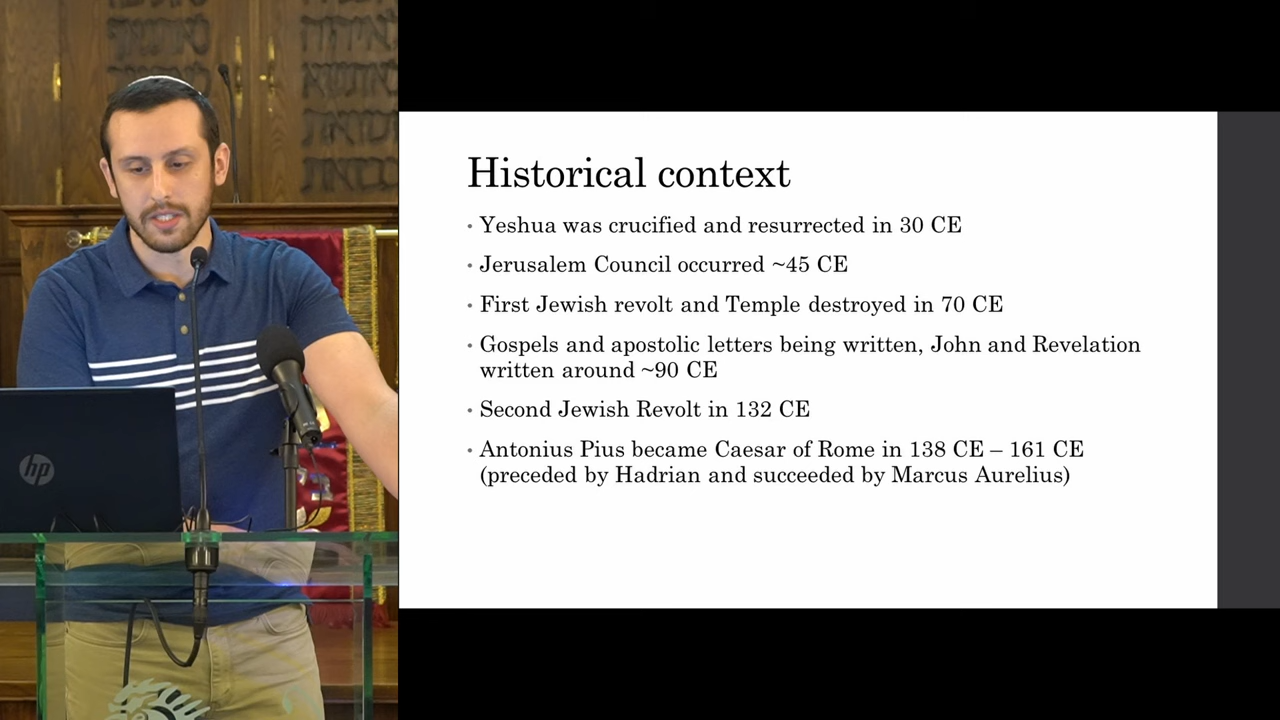 Historical context
• Yeshua was crucified and resurrected in 30 CE
• Jerusalem Council occurred ~45 CE
• First Jewish revolt and Temple destroyed in 70 CE
• Gospels and apostolic letters being written, John and Revelation
written around ~90 CE
• Second Jewish Revolt in 132 CE
• Antonius Pius became Caesar of Rome in 138 CE – 161 CE
(preceded by Hadrian and succeeded by Marcus Aurelius)
hp